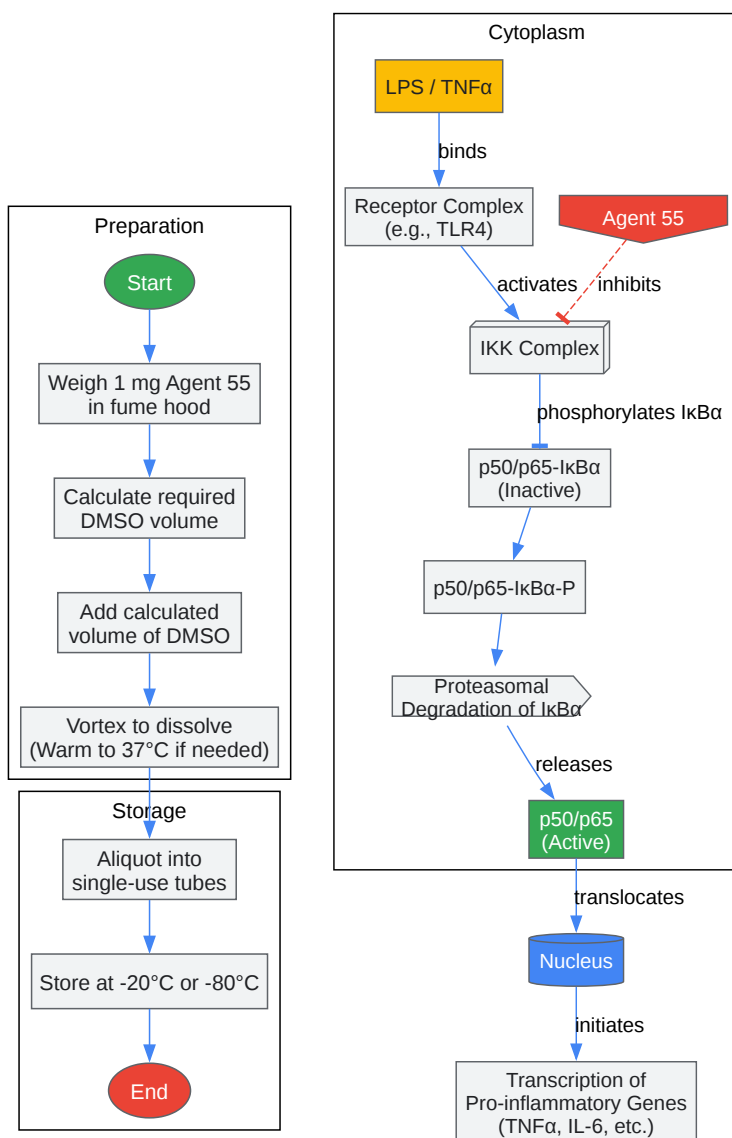 Preparation
Start
Weigh 1 mg Agent 55
in fume hood
Calculate required
DMSO volume
Add calculated
volume of DMSO
Vortex to dissolve
(Warm to 37°C if needed)
Storage
Aliquot into
single-use tubes
Store at -20°C or -80°C
End
Cytoplasm
LPS / TNFα
binds
Receptor Complex
(e.g., TLR4)
Agent 55
activates
inhibits
IKK Complex
phosphorylates IκBα
p50/p65-IκBα
(Inactive)
p50/p65-IκBα-P
Proteasomal
Degradation of IκBα
releases
p50/p65
(Active)
translocates
Nucleus
initiates
Transcription of
Pro-inflammatory Genes
(TNFα, IL-6, etc.)